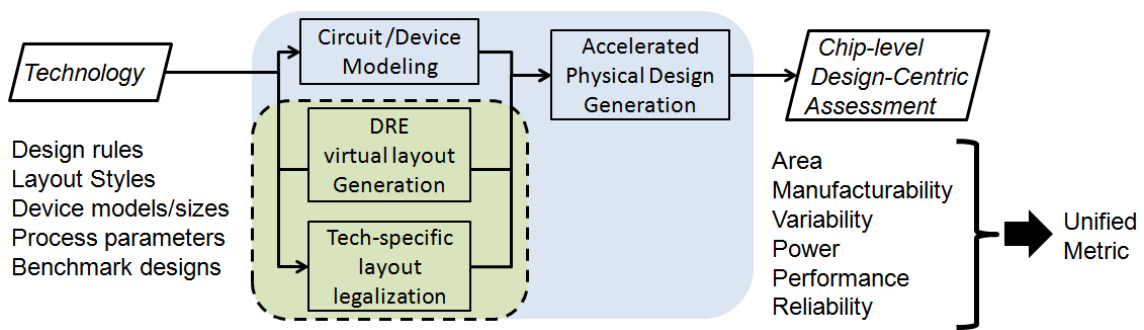 Technology
Design rules
Layout Styles
Device models/sizes
Process parameters
Benchmark designs
Circuit/Device
Modeling
DRE
virtual layout
Generation
Tech-specific
layout
legalization
Accelerated
Physical Design
Generation
Chip-level
Design-Centric
Assessment
Area
Manufacturability
Variability
Power
Performance
Reliability
Unified
Metric